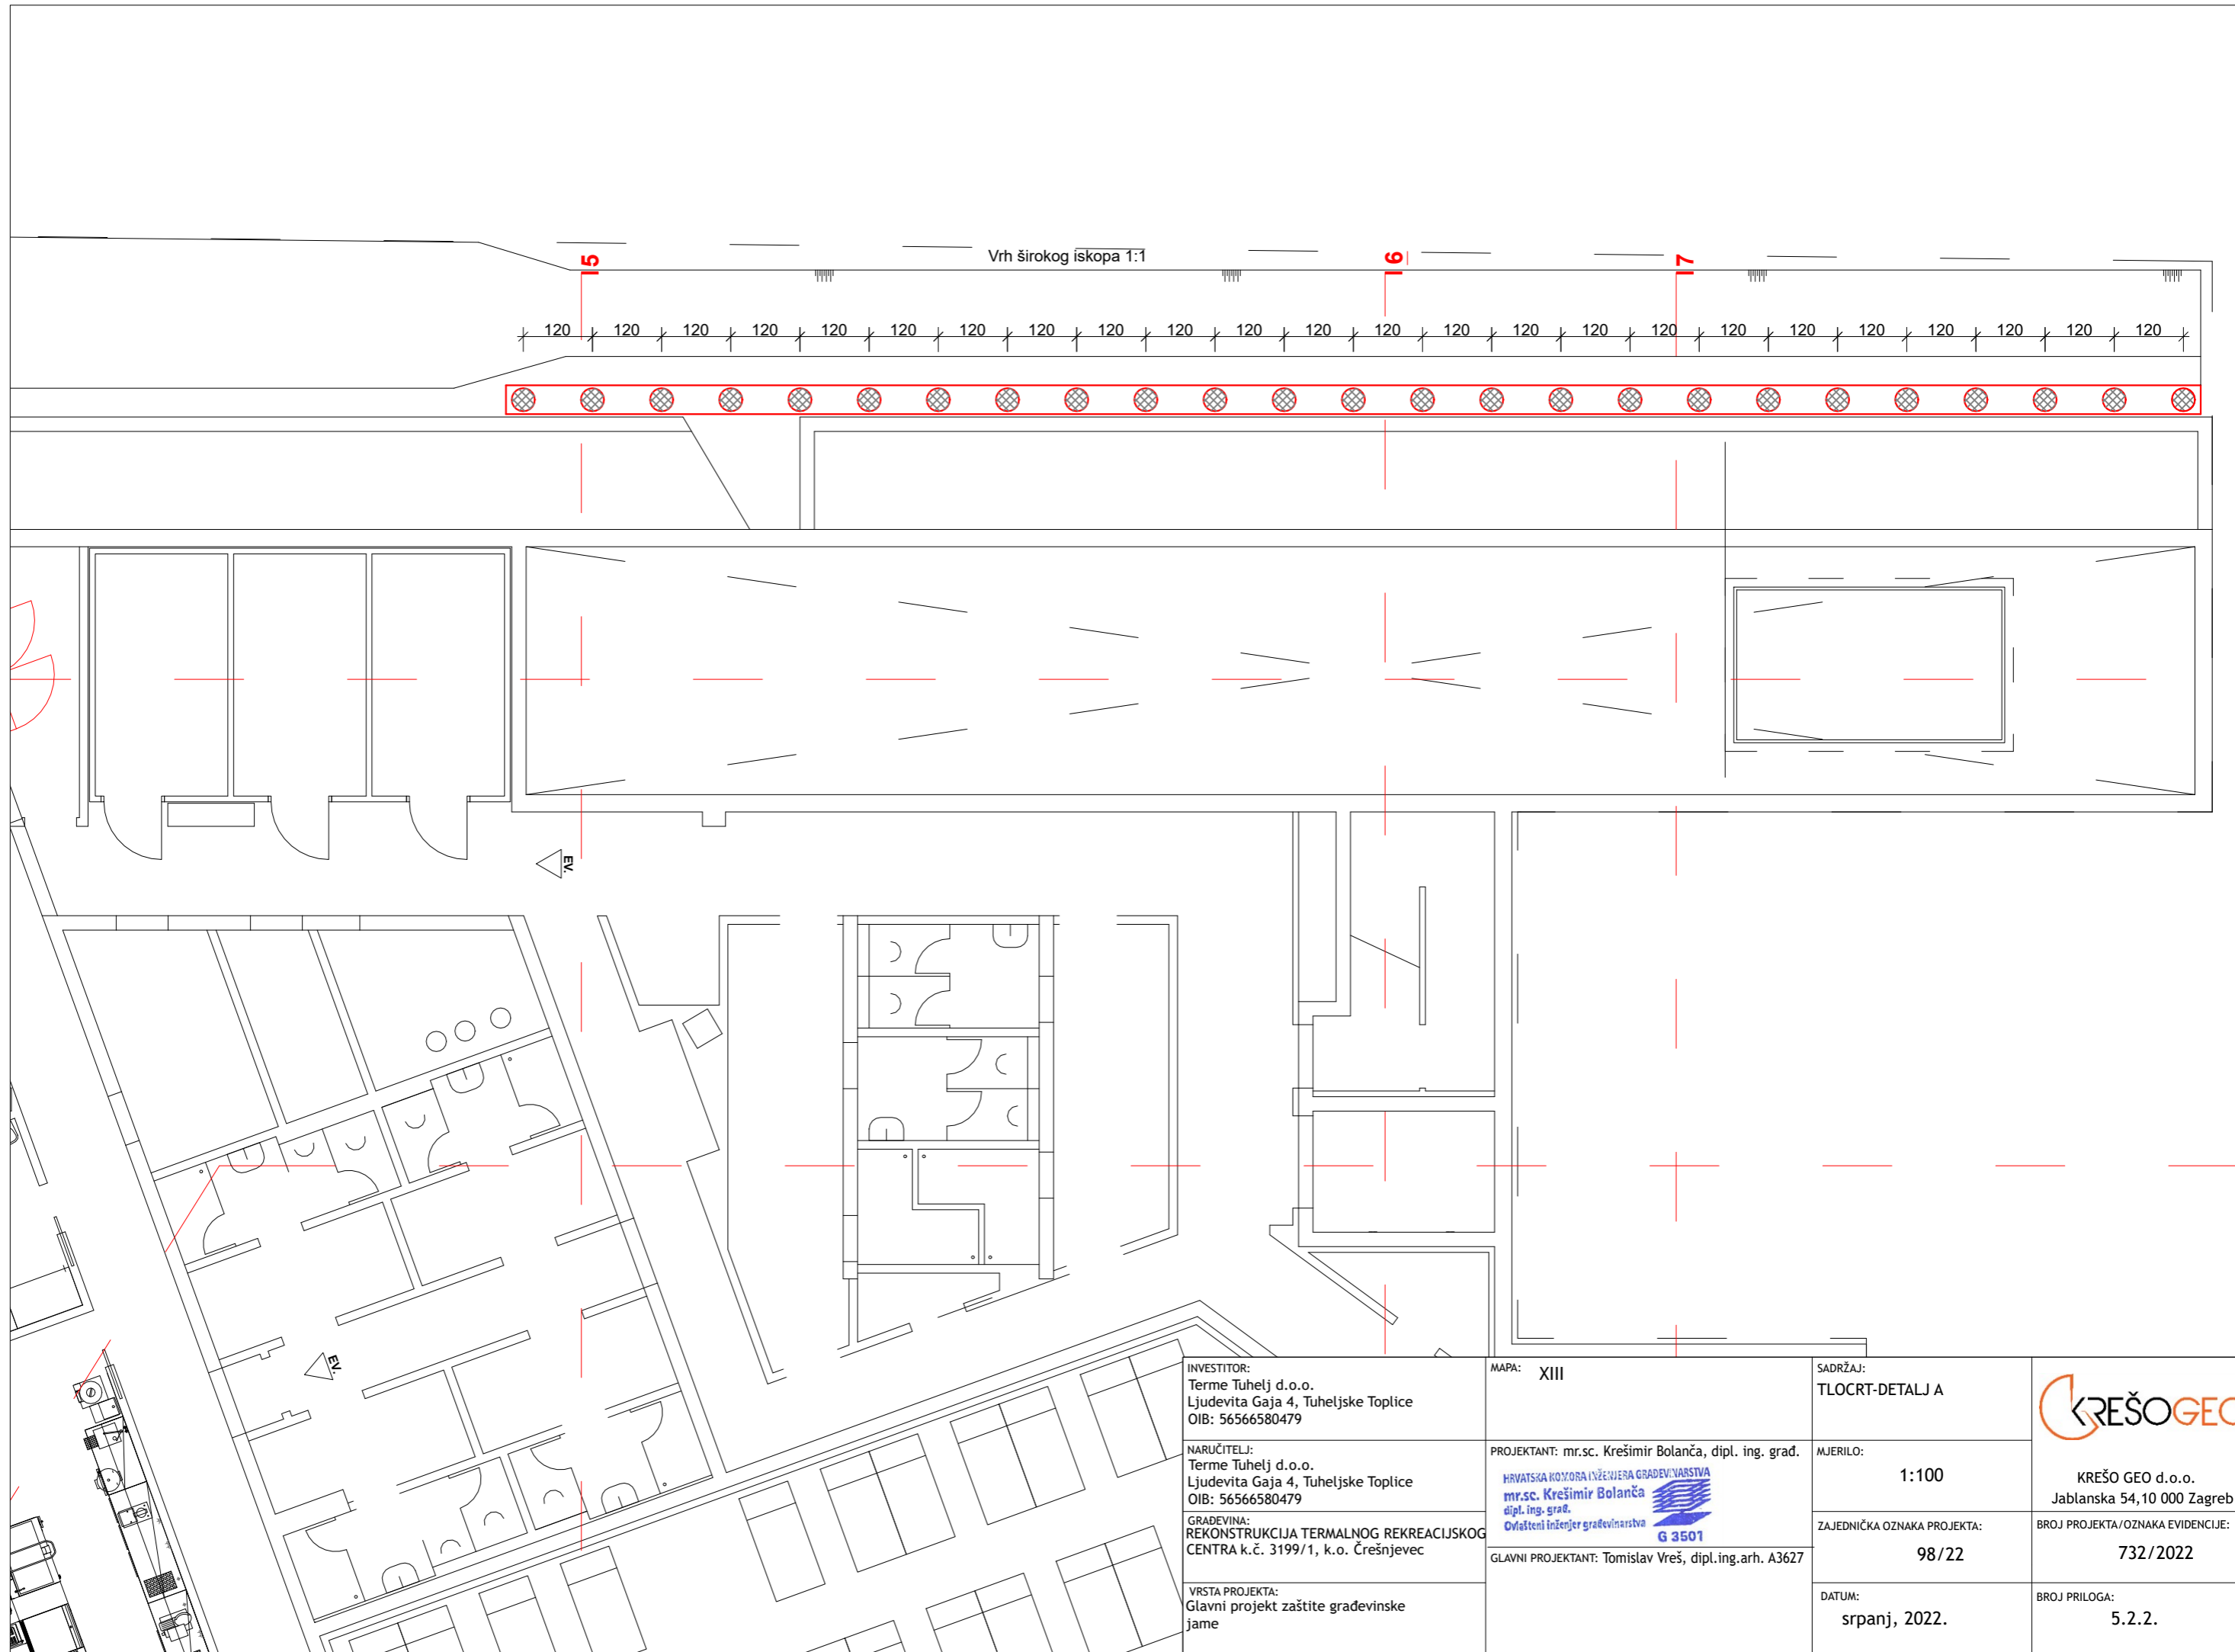 5
6
7
Vrh širokog iskopa 1:1
120 120 120 120 120 120 120 120 120 120 120 120 120 120 120 120 120 120 120 120 120 120 120 120
EV.
EV.
INVESTITOR:
Terme Tuhelj d.o.o.
Ljudevita Gaja 4, Tuheljske Toplice
OIB: 56566580479
NARUČITELJ:
Terme Tuhelj d.o.o.
Ljudevita Gaja 4, Tuheljske Toplice
OIB: 56566580479
GRAĐEVINA:
REKONSTRUKCIJA TERMALNOG REKREACIJSKOG
CENTRA k.č. 3199/1, k.o. Črešnjevec
VRSTA PROJEKTA:
Glavni projekt zaštite građevinske
jame
MAPA: XIII
PROJEKTANT: mr.sc. Krešimir Bolanča, dipl. ing. građ.
HRVATSKA KOMORA INŽENJERA GRAĐEVINARSTVA
mr.sc. Krešimir Bolanča
dipl. ing. građ.
Ovlašteni inženjer građevinarstva
G 3501
GLAVNI PROJEKTANT: Tomislav Vreš, dipl.ing.arh. A3627
SADRŽAJ:
TLOCRT-DETALJ A
MJERILO:
1:100
ZAJEDNIČKA OZNAKA PROJEKTA:
98/22
DATUM:
srpanj, 2022.
KREŠOGEO
KREŠO GEO d.o.o.
Jablanska 54,10 000 Zagreb
BROJ PROJEKTA/OZNAKA EVIDENCIJE:
732/2022
BROJ PRILOGA:
5.2.2.